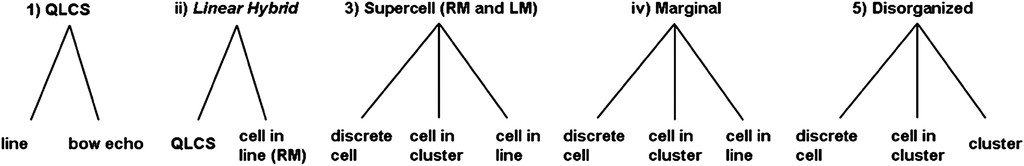 1) QLCS ii) Linear Hybrid 3) Supercell (RM and LM) iv) Marginal 5) Disorganized
line bow echo QLCS cell in line (RM) discrete cell cell in cluster cell in line discrete cell cell in cluster cell in line discrete cell cell in cluster cluster